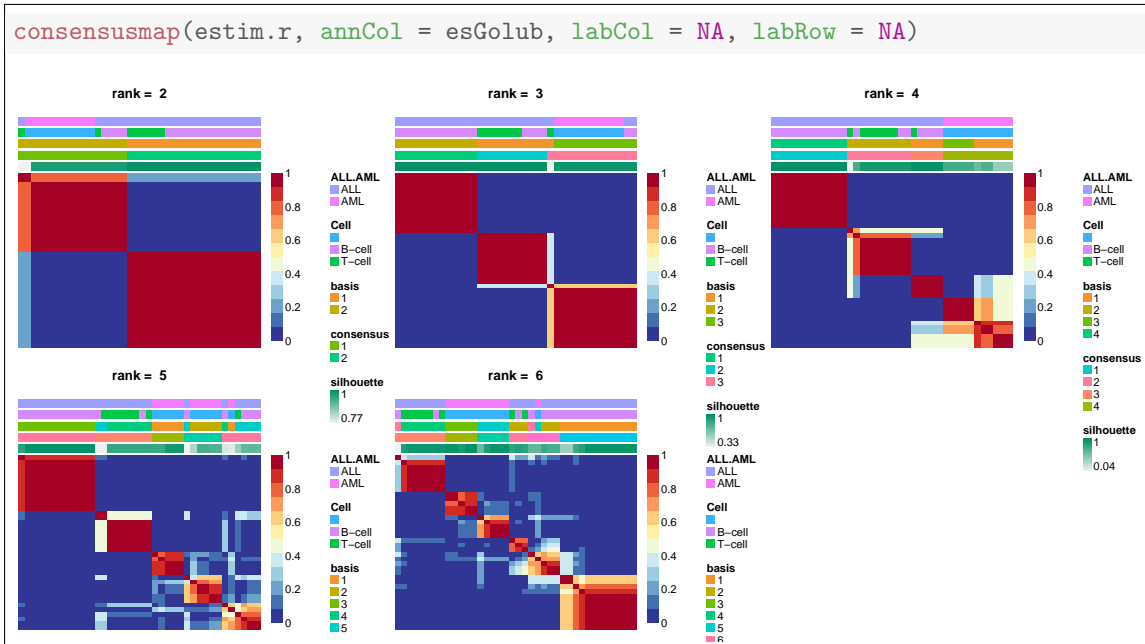 consensusmap(estim.r, annCol = esGolub, labCol = NA, labRow = NA)
rank = 2
1
0.8
0.6
0.4
0.2
0
ALL.AML
ALL
AML
Cell
B−cell
T−cell
basis
1
2
consensus
1
2
silhouette
1
0.77
rank = 3
1
0.8
0.6
0.4
0.2
0
ALL.AML
ALL
AML
Cell
B−cell
T−cell
basis
1
2
3
consensus
1
2
3
silhouette
1
0.33
rank = 4
1
0.8
0.6
0.4
0.2
0
ALL.AML
ALL
AML
Cell
B−cell
T−cell
basis
1
2
3
4
consensus
1
2
3
4
silhouette
1
0.04
rank = 5
1
0.8
0.6
0.4
0.2
0
ALL.AML
ALL
AML
Cell
B−cell
T−cell
basis
1
2
3
4
5
rank = 6
1
0.8
0.6
0.4
0.2
0
ALL.AML
ALL
AML
Cell
B−cell
T−cell
basis
1
2
3
4
5
6